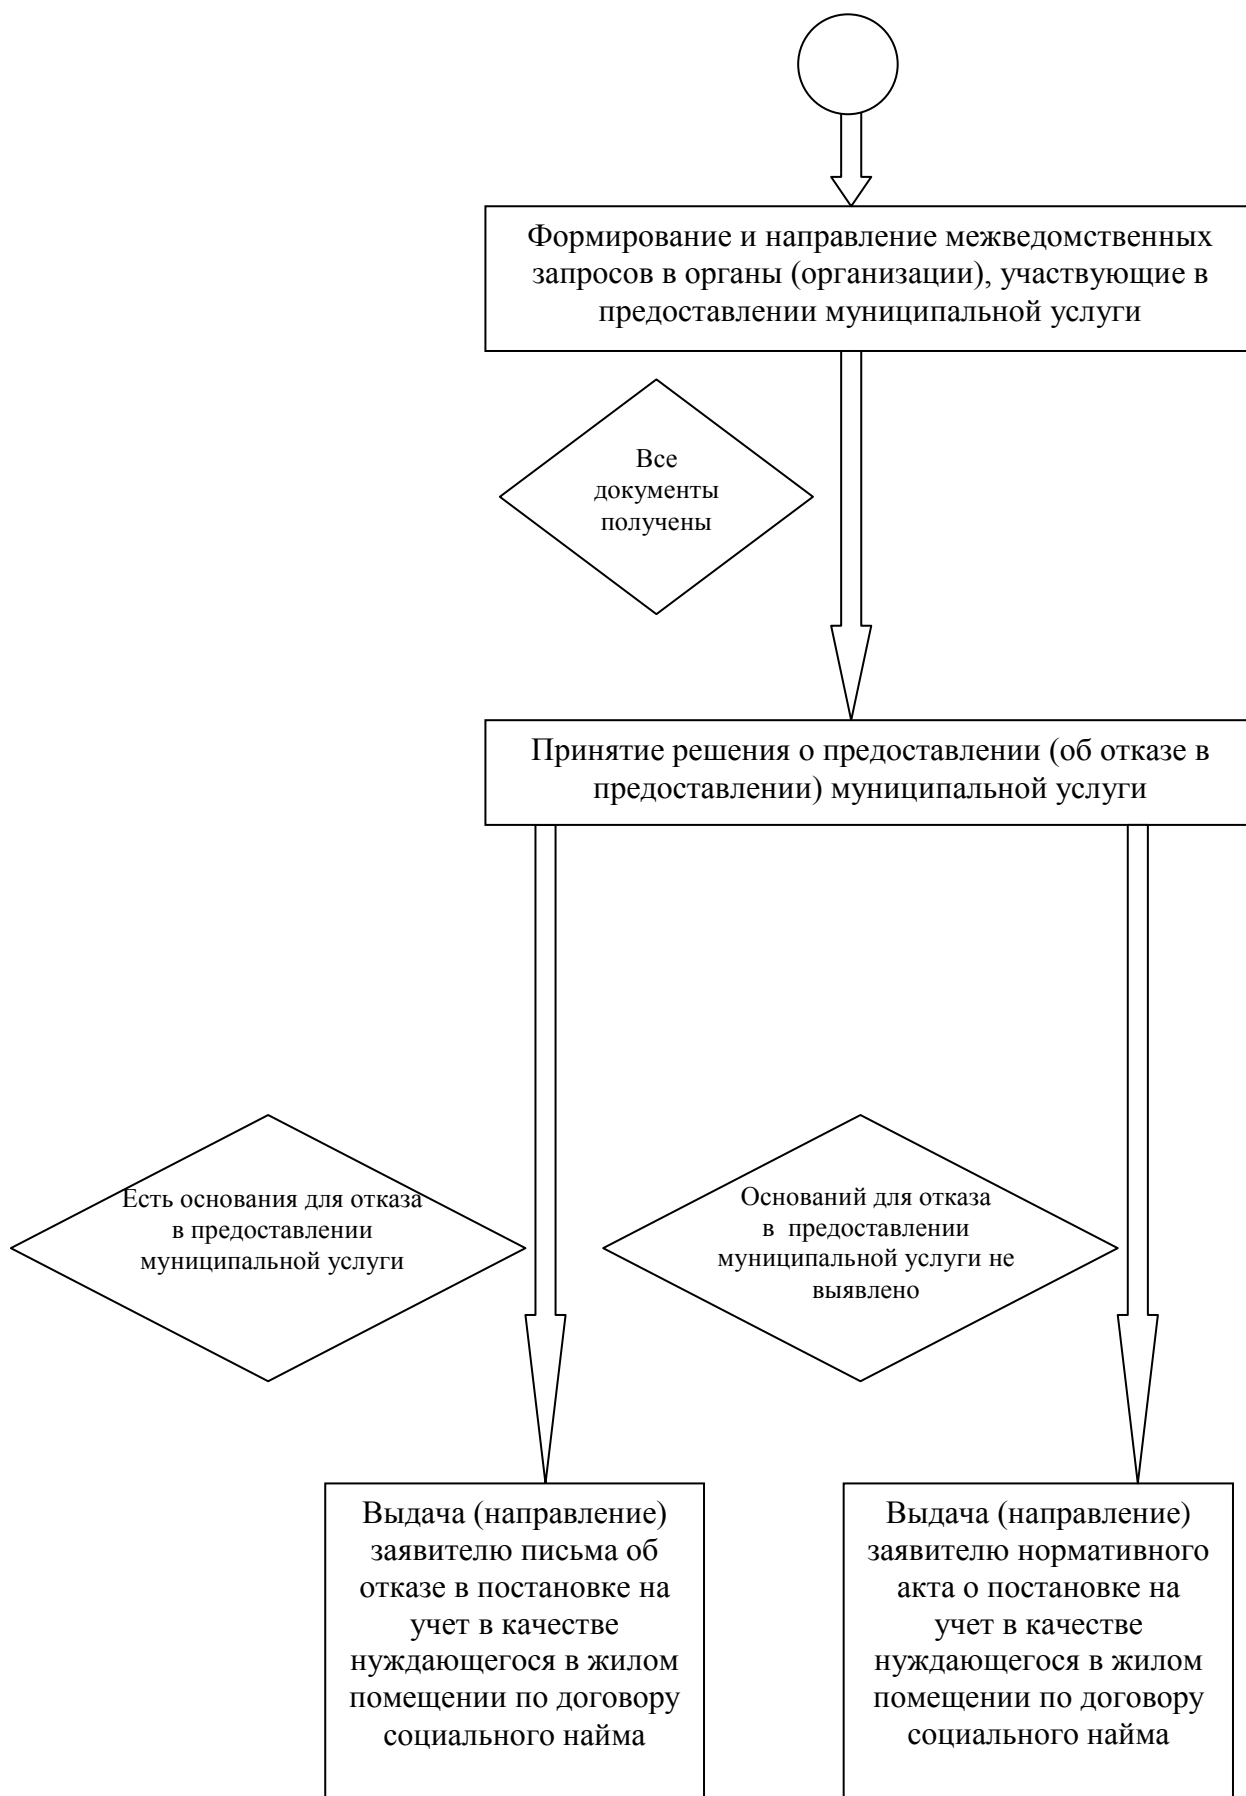 Формирование и направление межведомственных
запросов в органы (организации), участвующие в
предоставлении муниципальной услуги
Все
документы
получены
Принятие решения о предоставлении (об отказе в
предоставлении) муниципальной услуги
Есть основания для отказа
в предоставлении
муниципальной услуги
Оснований для отказа
в  предоставлении
муниципальной услуги не
выявлено
Выдача (направление)
заявителю письма об
отказе в постановке на
учет в качестве
нуждающегося в жилом
помещении по договору
социального найма
Выдача (направление)
заявителю нормативного
акта о постановке на
учет в качестве
нуждающегося в жилом
помещении по договору
социального найма